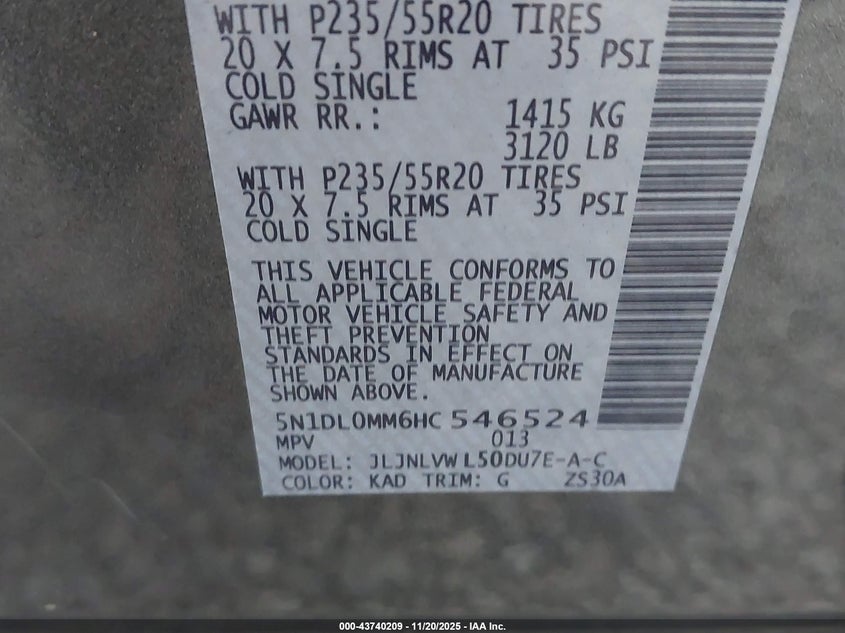 WITH P235/55R20 TIRES
20 X 7.5 RIMS AT 35 PSI
COLD SINGLE
GAWR RR.: 1415 KG
3120 LB
WITH P235/55R20 TIRES
20 X 7.5 RIMS AT 35 PSI
COLD SINGLE
THIS VEHICLE CONFORMS TO
ALL APPLICABLE FEDERAL
MOTOR VEHICLE SAFETY AND
THEFT PREVENTION
STANDARDS IN EFFECT ON
THE DATE OF MANUFACTURE
SHOWN ABOVE.
5N1DL0MM6HC546524
MPV 013
MODEL: JLJNLVWL50DU7E-A-C
COLOR: KAD TRIM: G ZS30A
000-43740209 - 11/20/2025 - IAA Inc.